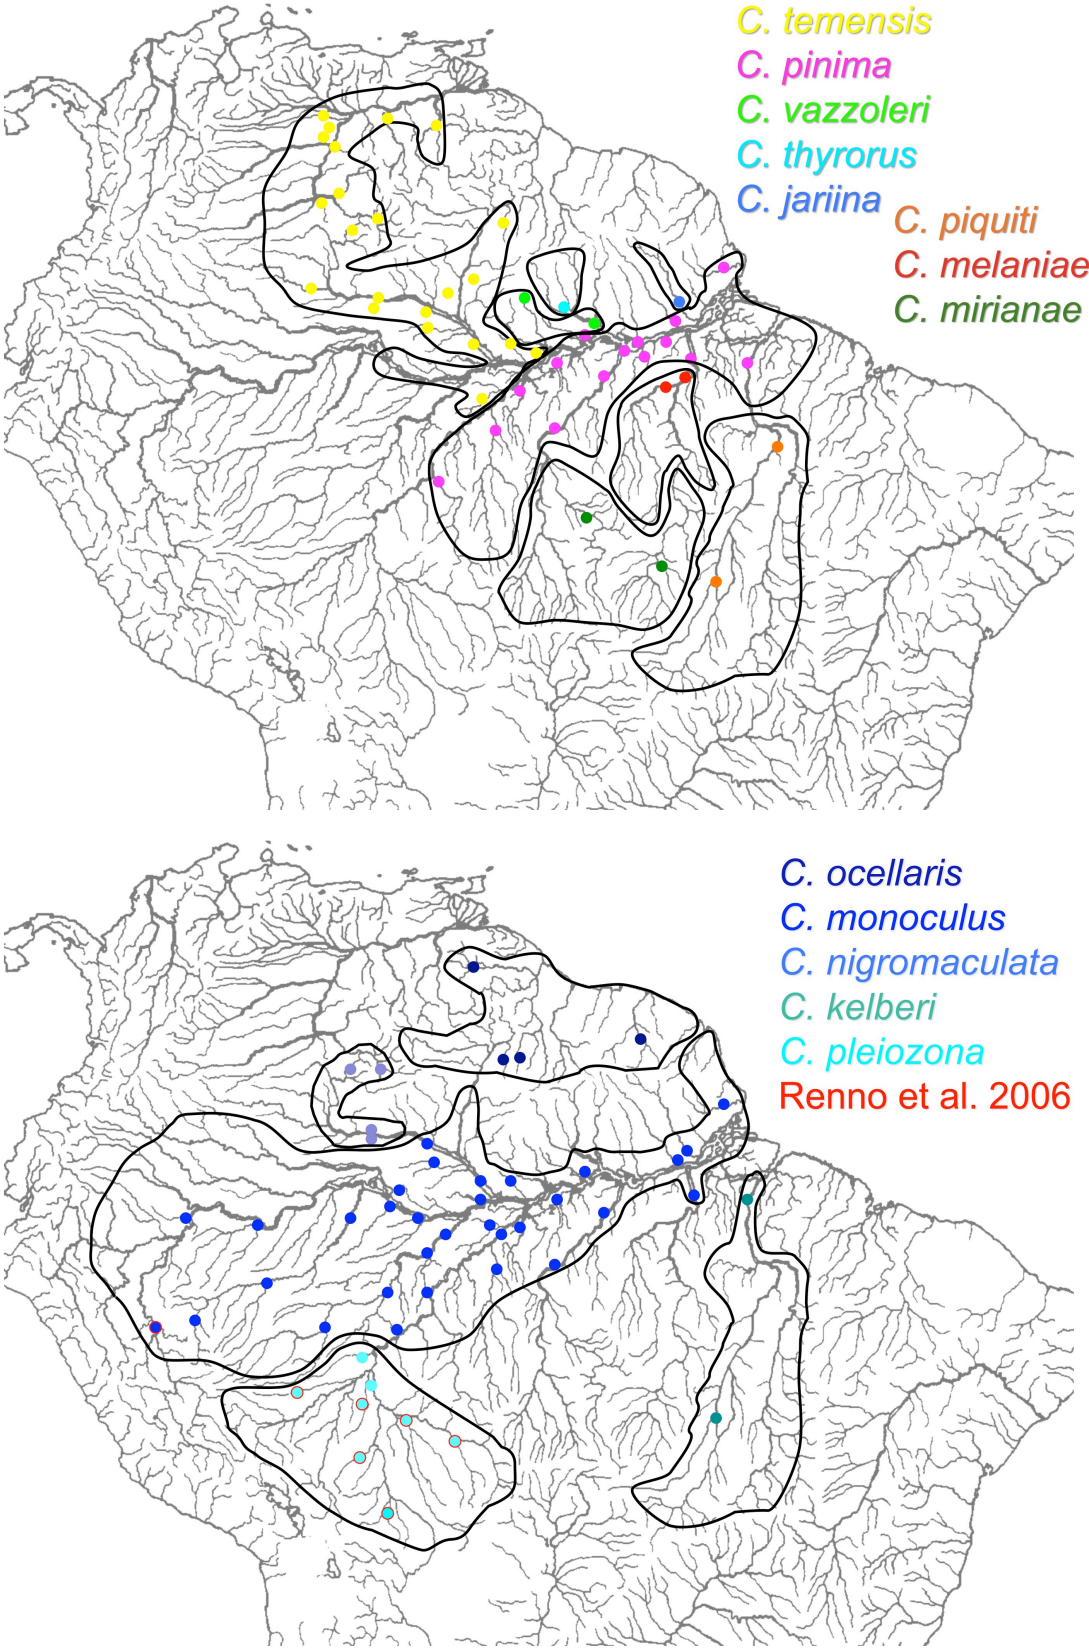 C. temensis
C. pinima
C. vazzoleri
C. thyrorus
C. jariina
C. piquiti
C. melaniae
C. mirianae
C. ocellaris
C. monoculus
C. nigromaculata
C. kelberi
C. pleiozona
Renno et al. 2006